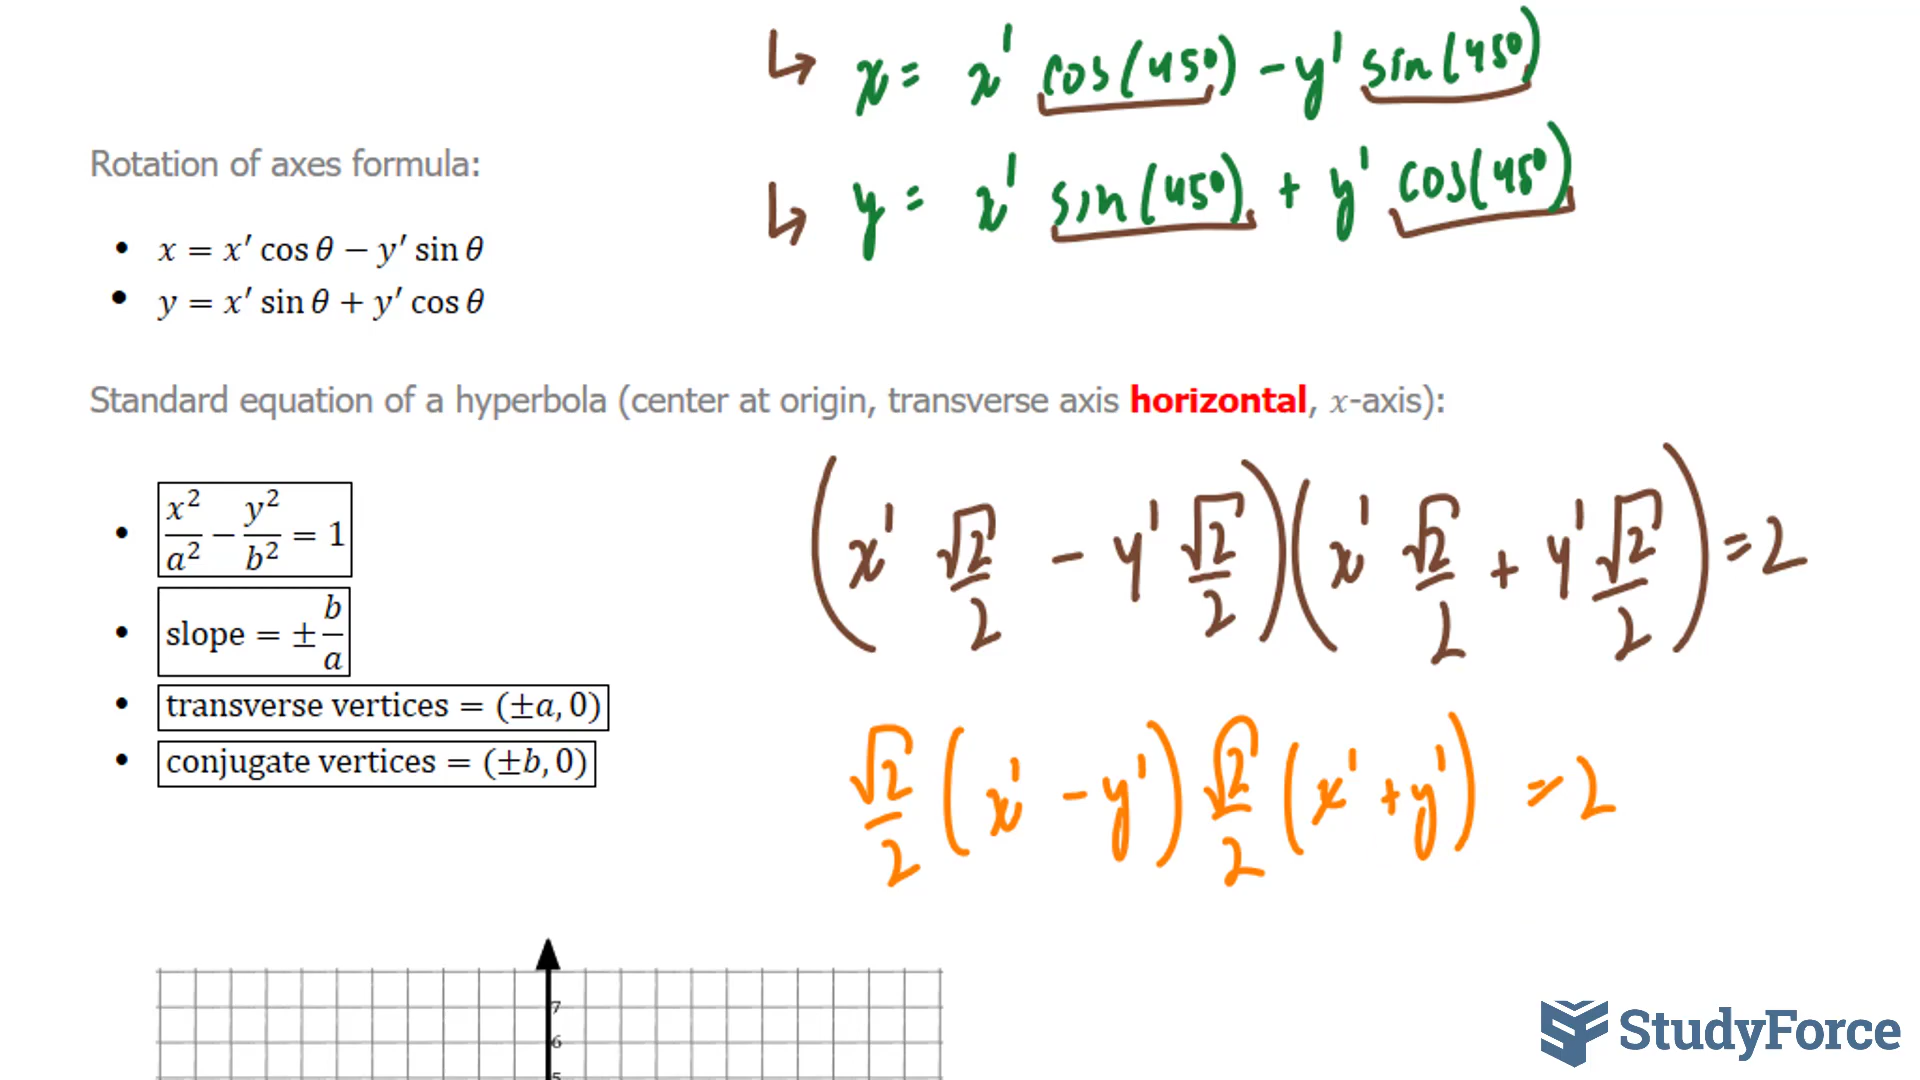 ↳ x = x' cos(45°) - y' sin(45°)
↳ y = x' sin(45°) + y' cos(45°)
Rotation of axes formula:
• x = x′ cos θ − y′ sin θ
• y = x′ sin θ + y′ cos θ
Standard equation of a hyperbola (center at origin, transverse axis horizontal, x-axis):
• x²/a² − y²/b² = 1
• slope = ± b/a
• transverse vertices = (±a, 0)
• conjugate vertices = (±b, 0)
(x' √2/2 - y' √2/2)(x' √2/2 + y' √2/2) = 2
√2/2 (x' - y') √2/2 (x' + y') = 2
7
6
5
StudyForce